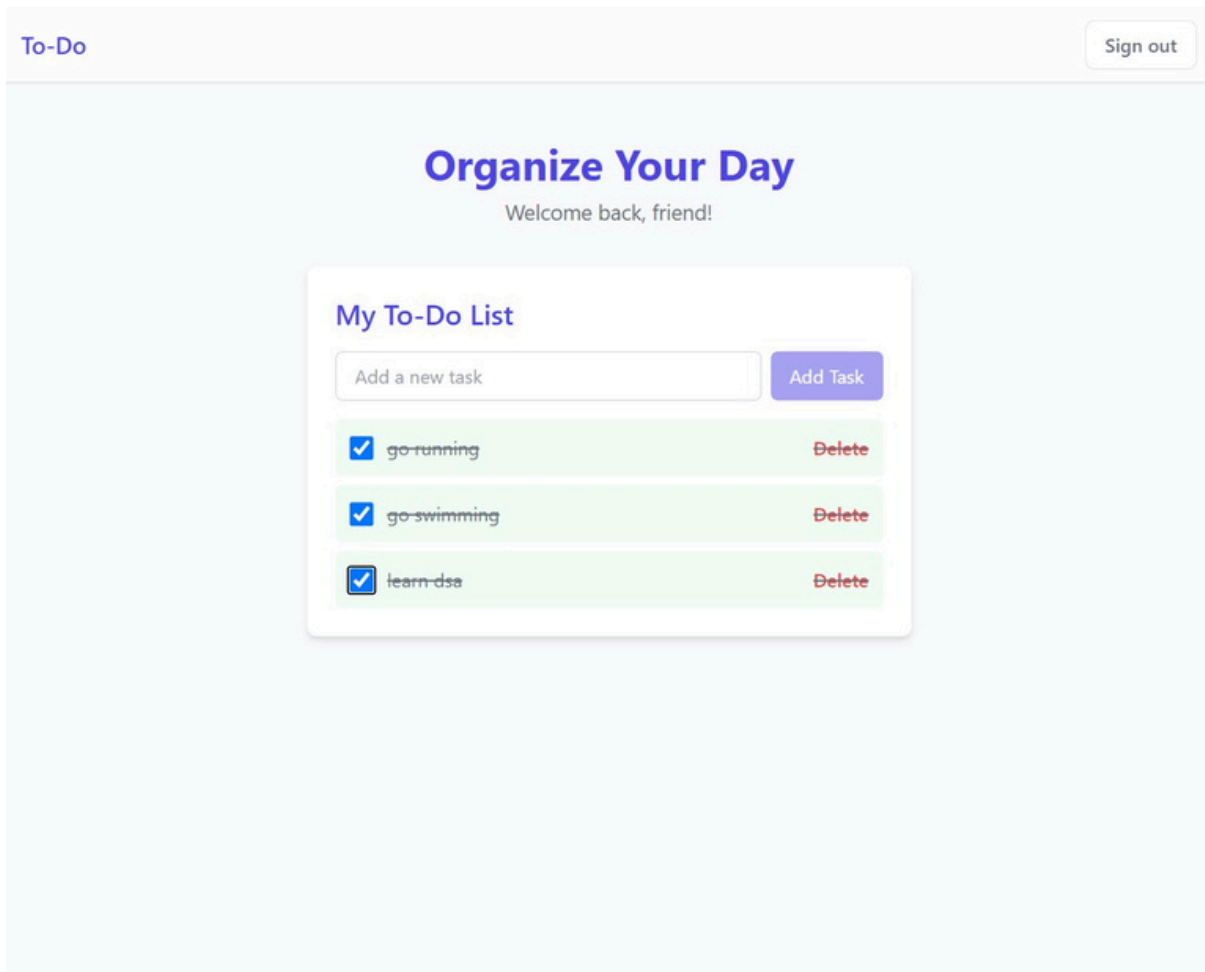 To-Do
Sign out
Organize Your Day
Welcome back, friend!
My To-Do List
Add a new task
Add Task
go running
Delete
go swimming
Delete
learn dsa
Delete